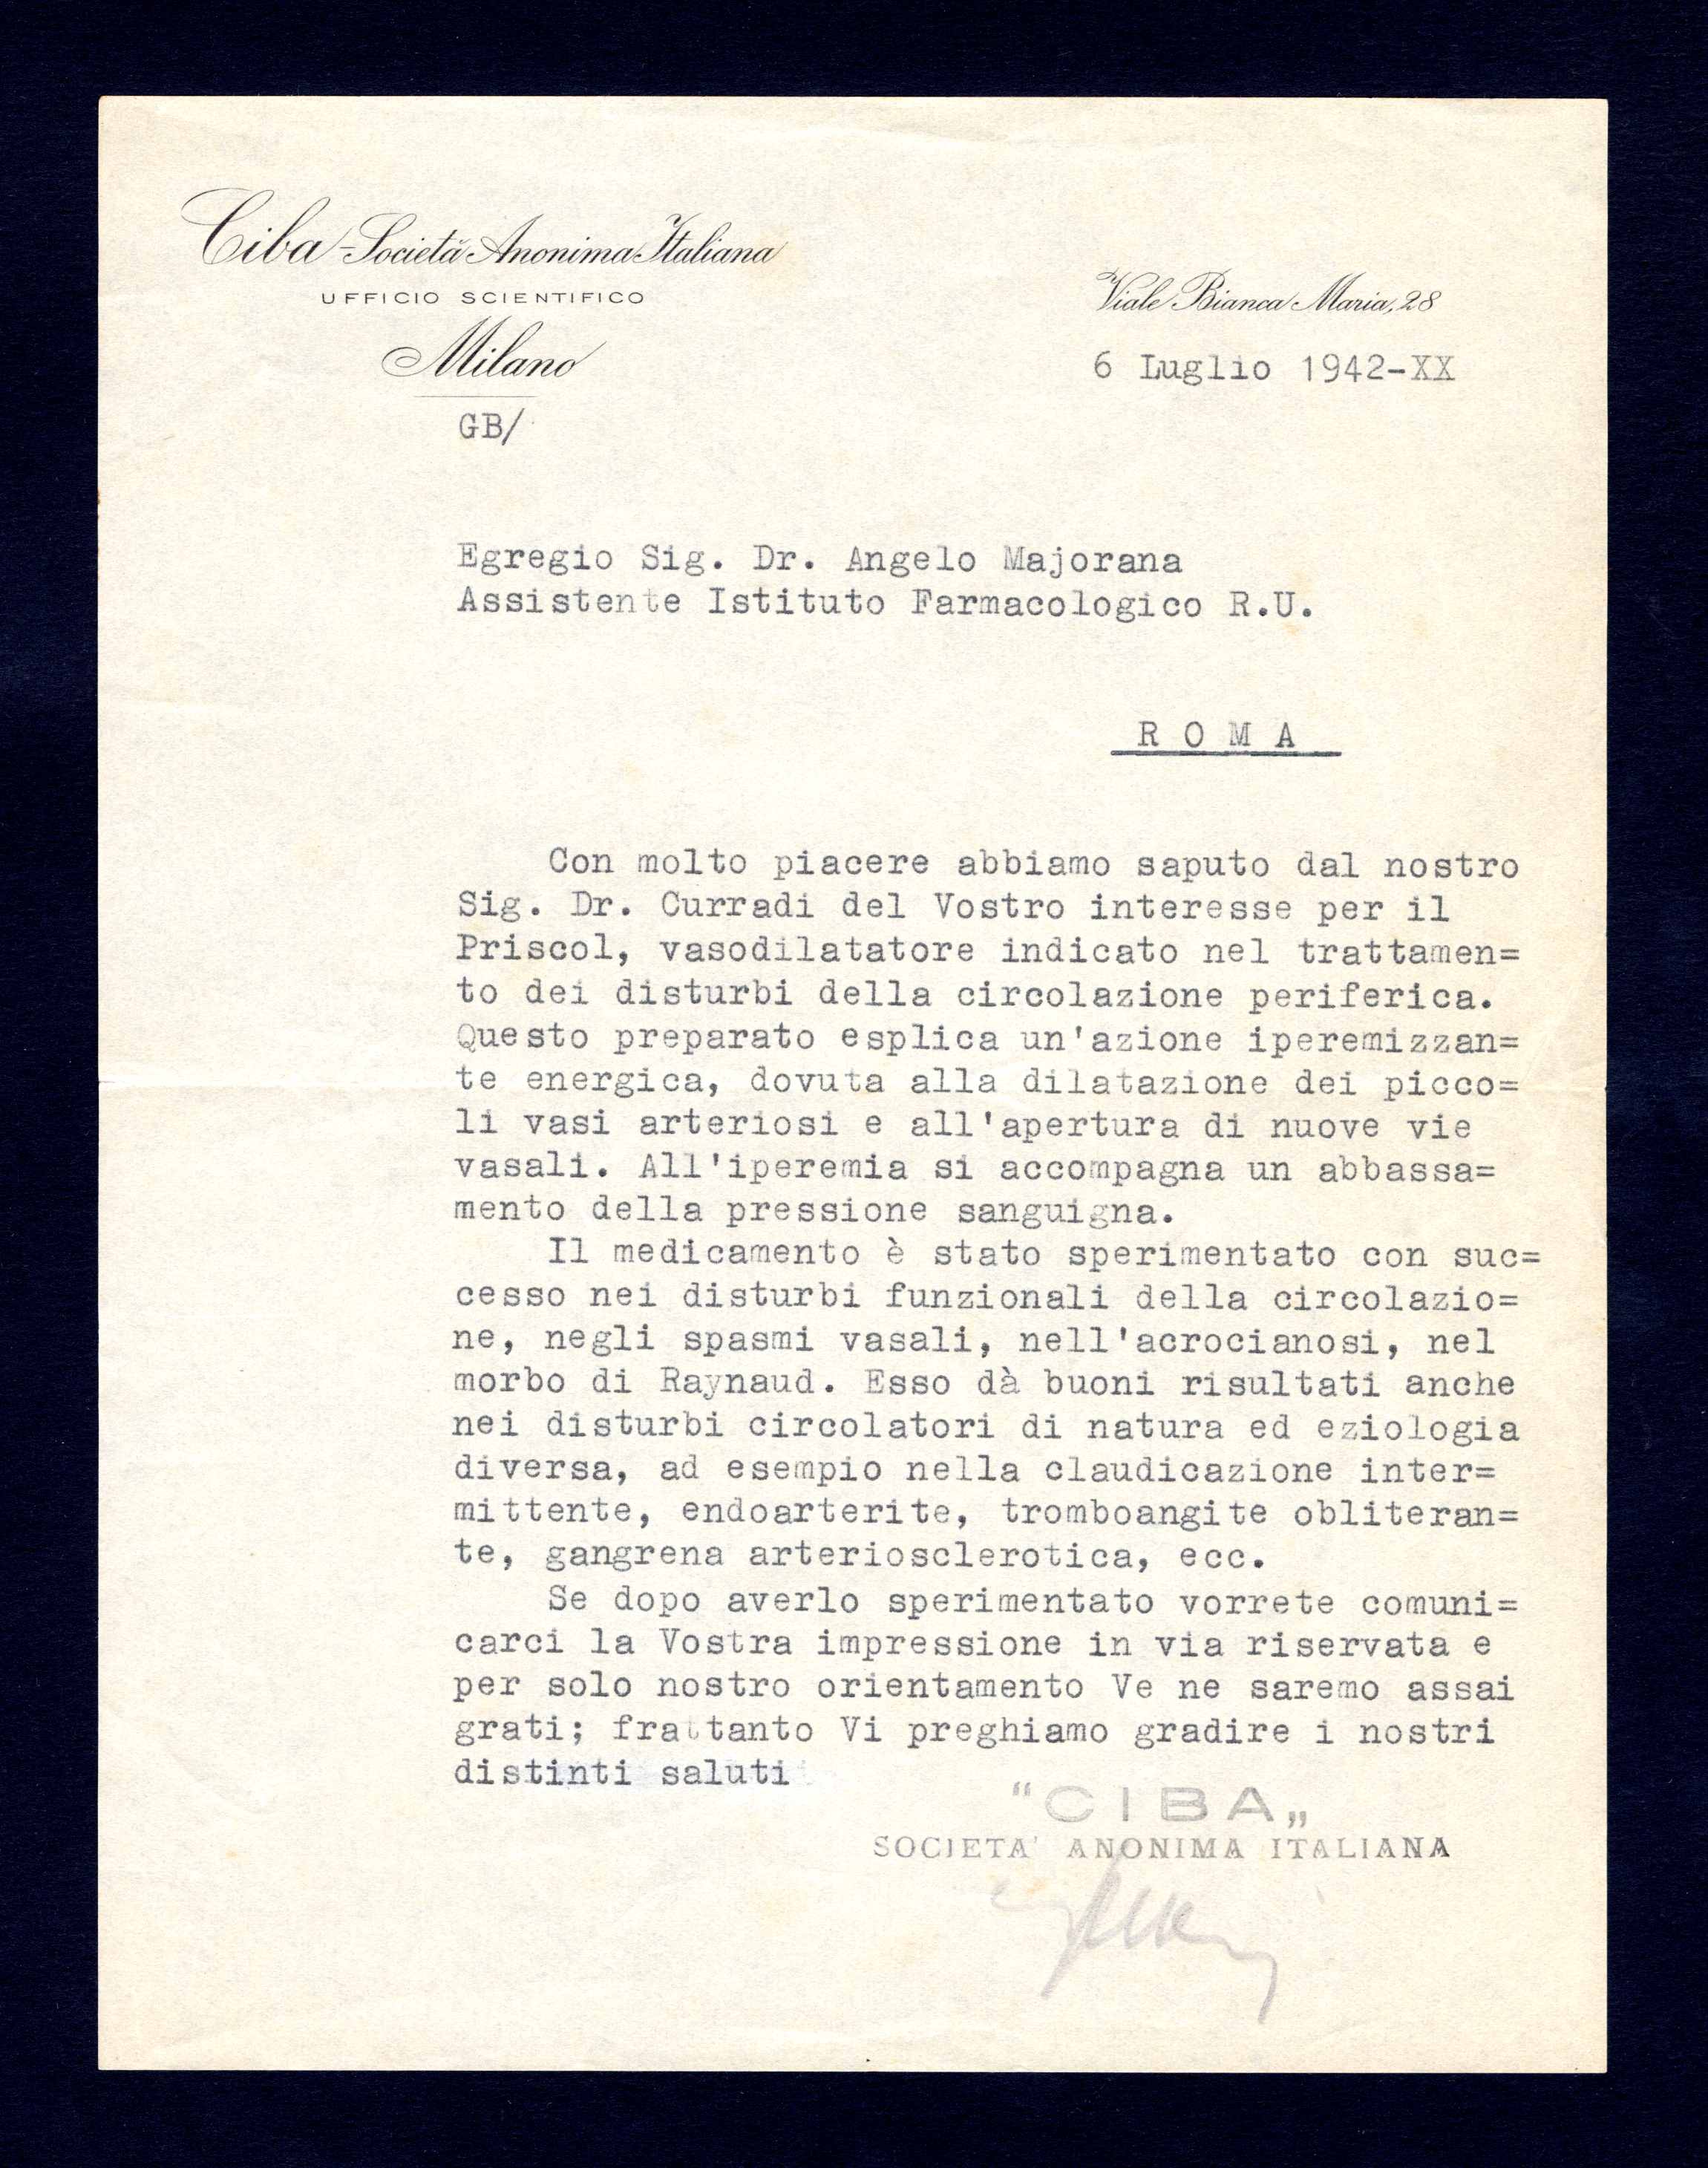 Ciba - Società Anonima Italiana
UFFICIO SCIENTIFICO
Milano
Viale Bianca Maria, 28
6 Luglio 1942-XX
GB/
Egregio Sig. Dr. Angelo Majorana
Assistente Istituto Farmacologico R.U.
R O M A
Con molto piacere abbiamo saputo dal nostro
Sig. Dr. Curradi del Vostro interesse per il
Priscol, vasodilatatore indicato nel trattamen=
to dei disturbi della circolazione periferica.
Questo preparato esplica un'azione iperemizzan=
te energica, dovuta alla dilatazione dei picco=
li vasi arteriosi e all'apertura di nuove vie
vasali. All'iperemia si accompagna un abbassa=
mento della pressione sanguigna.
Il medicamento è stato sperimentato con suc=
cesso nei disturbi funzionali della circolazio=
ne, negli spasmi vasali, nell'acrocianosi, nel
morbo di Raynaud. Esso dà buoni risultati anche
nei disturbi circolatori di natura ed eziologia
diversa, ad esempio nella claudicazione inter=
mittente, endoarterite, tromboangite obliteran=
te, gangrena arteriosclerotica, ecc.
Se dopo averlo sperimentato vorrete comuni=
carci la Vostra impressione in via riservata e
per solo nostro orientamento Ve ne saremo assai
grati; frattanto Vi preghiamo gradire i nostri
distinti saluti
"CIBA„
SOCIETA' ANONIMA ITALIANA